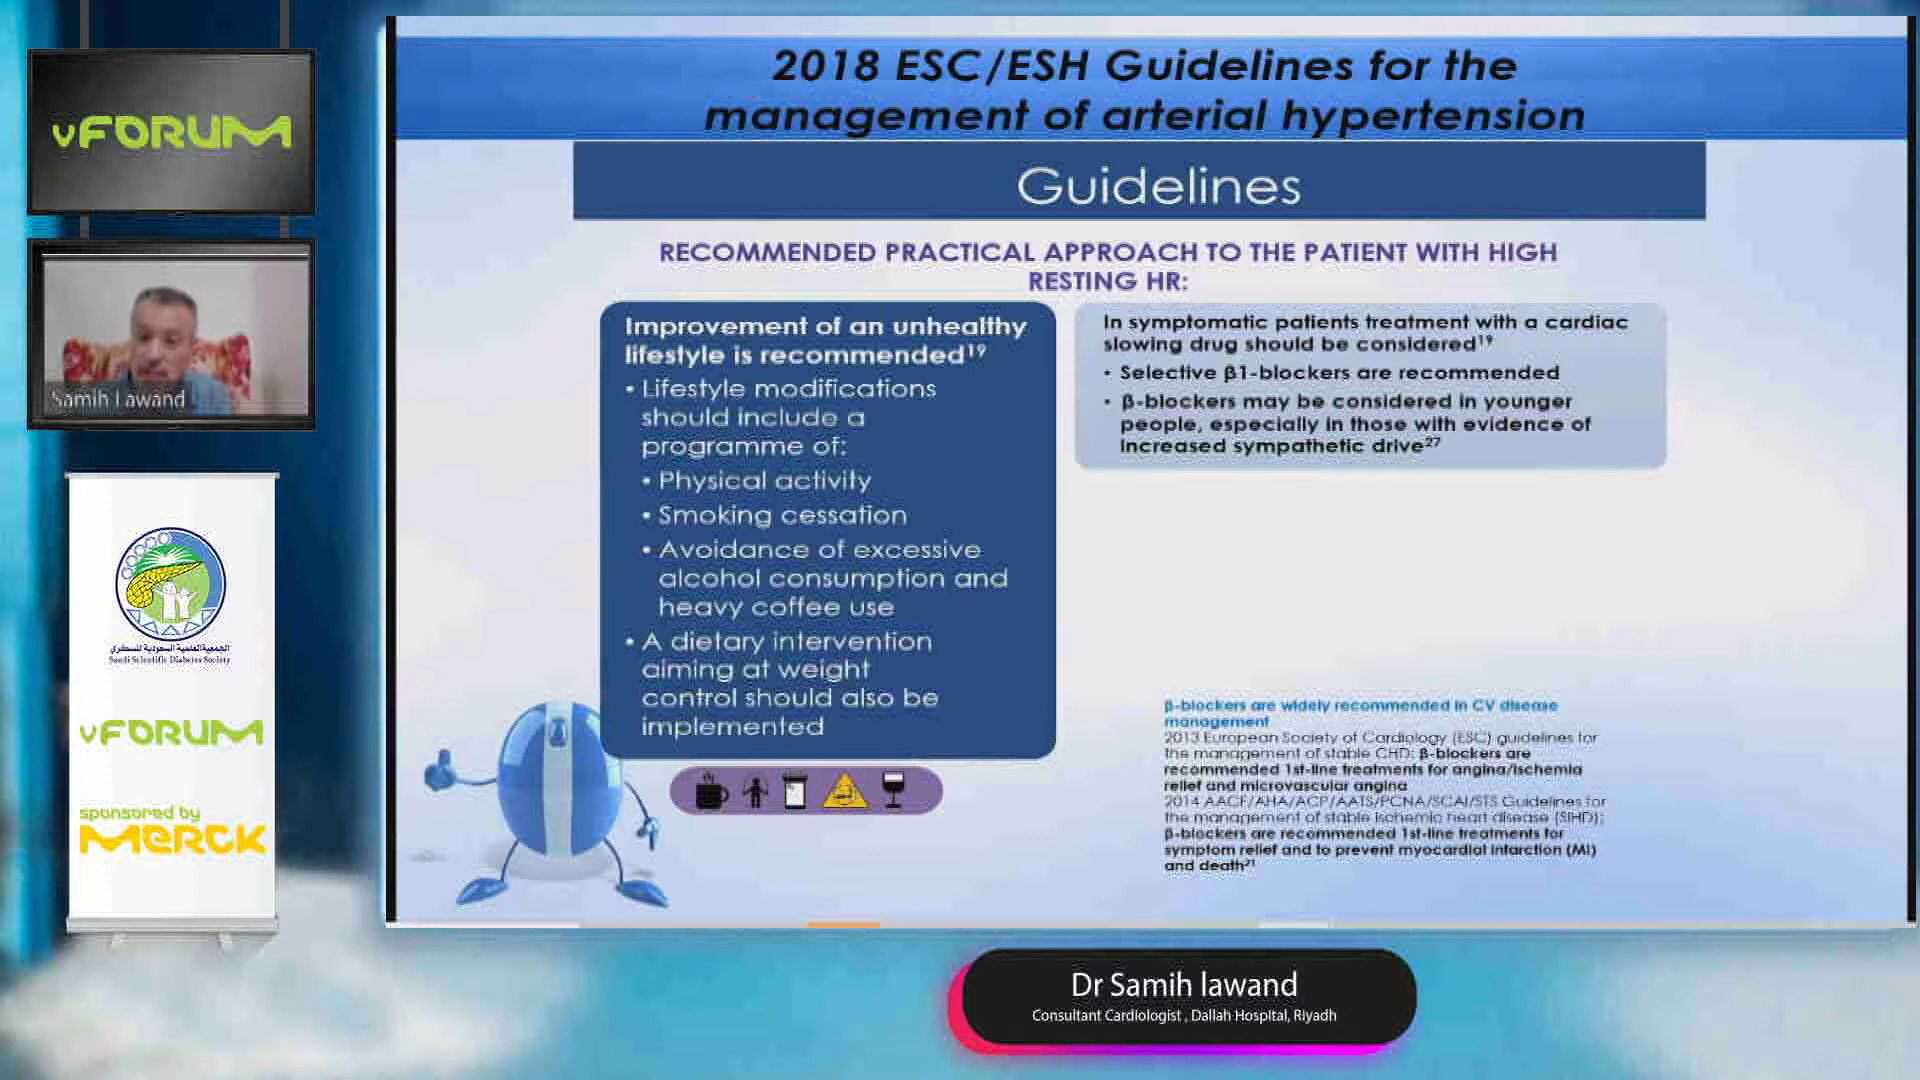 vFORUM
Samih Lawand
الجمعية العلمية السعودية للسكري
Saudi Scientific Diabetes Society
vFORUM
sponsored by
MERCK
2018 ESC/ESH Guidelines for the
management of arterial hypertension
Guidelines
RECOMMENDED PRACTICAL APPROACH TO THE PATIENT WITH HIGH
RESTING HR:
Improvement of an unhealthy
lifestyle is recommended¹⁹
• Lifestyle modifications
should include a
programme of:
• Physical activity
• Smoking cessation
• Avoidance of excessive
alcohol consumption and
heavy coffee use
• A dietary intervention
aiming at weight
control should also be
implemented
In symptomatic patients treatment with a cardiac
slowing drug should be considered¹⁹
• Selective β1-blockers are recommended
• β-blockers may be considered in younger
people, especially in those with evidence of
increased sympathetic drive²⁷
β-blockers are widely recommended in CV disease
management
2013 European Society of Cardiology (ESC) guidelines for
the management of stable CHD: β-blockers are
recommended 1st-line treatments for angina/ischemia
relief and microvascular angina
2014 AACF/AHA/ACP/AATS/PCNA/SCAI/STS Guidelines for
the management of stable ischemic heart disease (SIHD):
β-blockers are recommended 1st-line treatments for
symptom relief and to prevent myocardial infarction (MI)
and death²¹
Dr Samih lawand
Consultant Cardiologist , Dallah Hospital, Riyadh